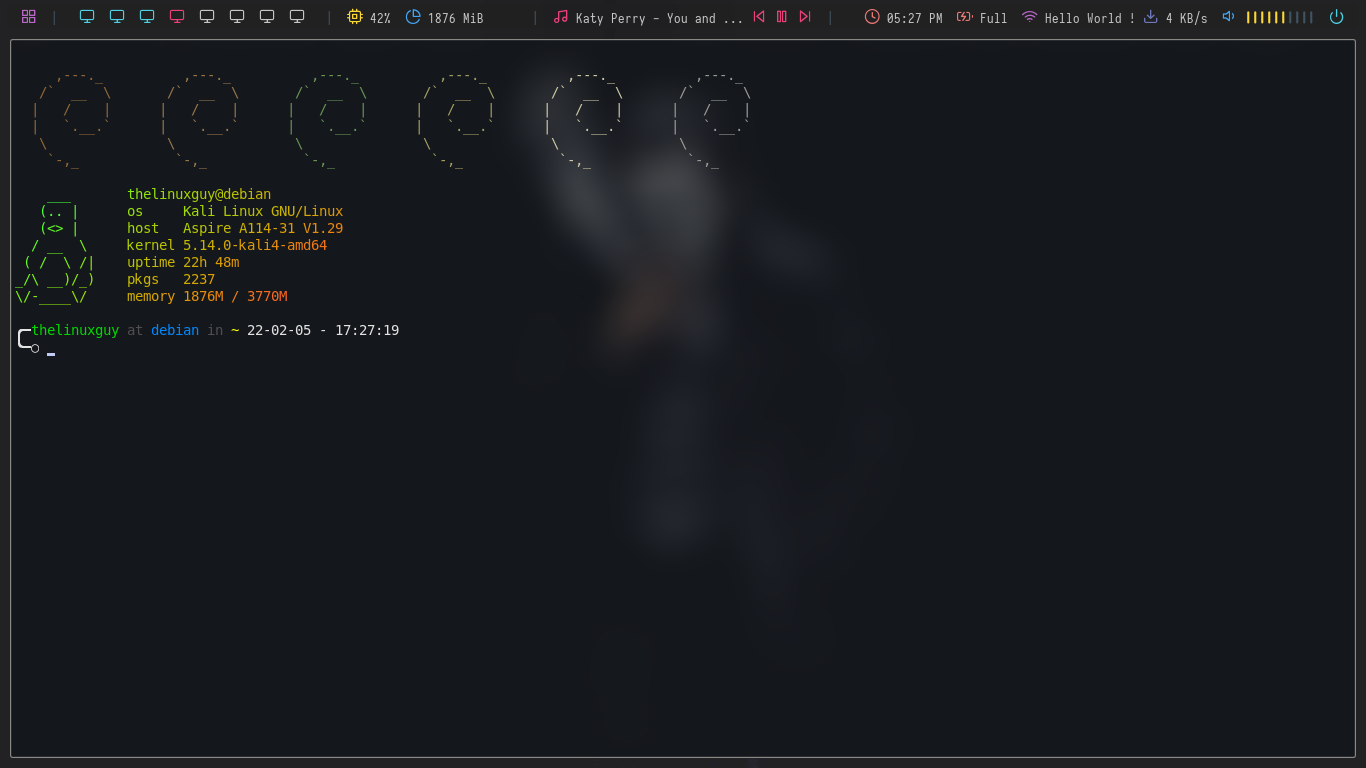 42% 1876 MiB Katy Perry - You and ... 05:27 PM Full Hello World ! 4 KB/s
thelinuxguy@debian
os Kali Linux GNU/Linux
host Aspire A114-31 V1.29
kernel 5.14.0-kali4-amd64
uptime 22h 48m
pkgs 2237
memory 1876M / 3770M
thelinuxguy at debian in ~ 22-02-05 - 17:27:19